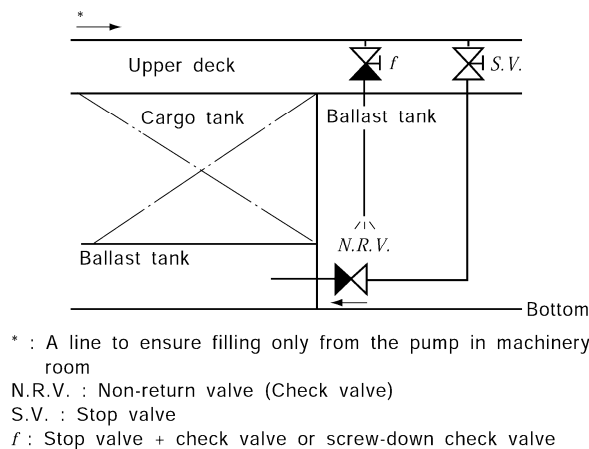 *
Upper deck
f
S.V.
Cargo tank
Ballast tank
N.R.V.
Ballast tank
Bottom
* : A line to ensure filling only from the pump in machinery
room
N.R.V. : Non-return valve (Check valve)
S.V. : Stop valve
f : Stop valve + check valve or screw-down check valve